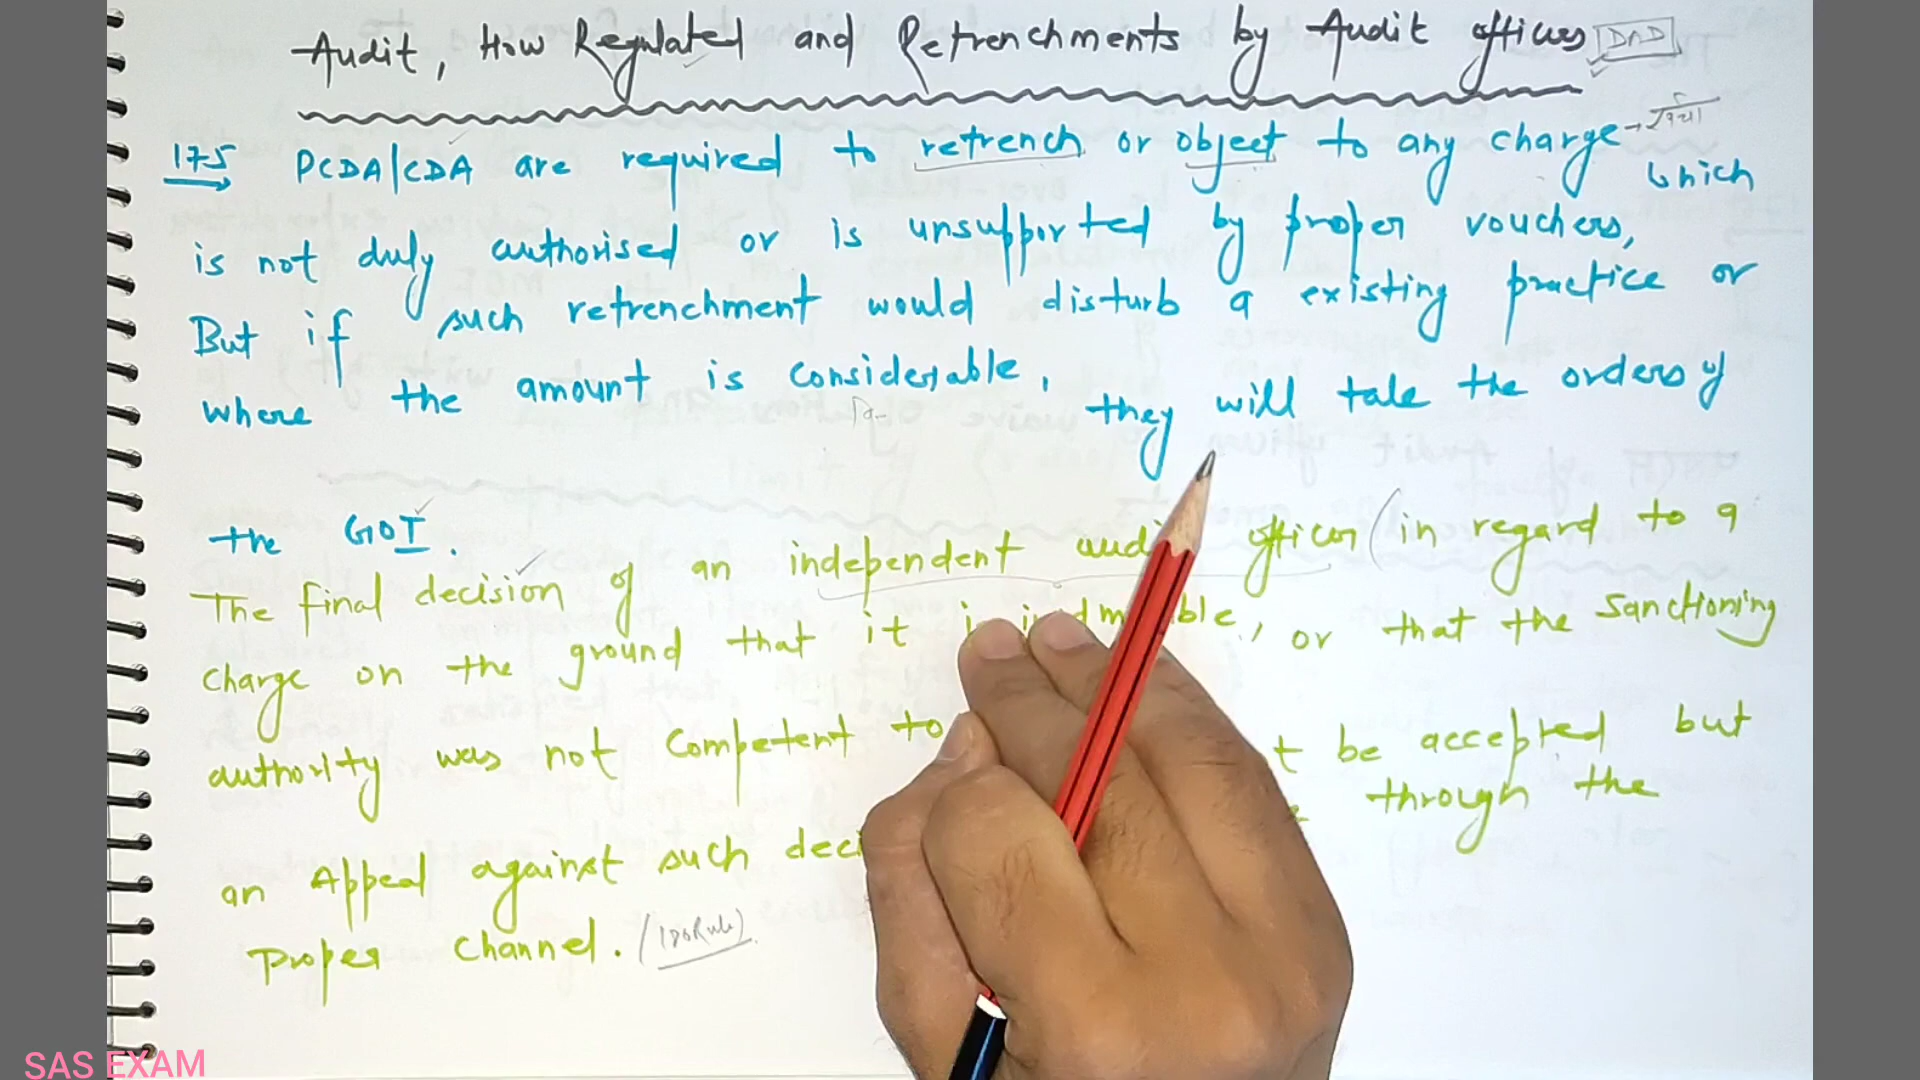 Audit, How Regulated and Retrenchments by Audit offices DAD
175 PCDA/CDA are required to retrench or object to any charge → which
is not duly authorised or is unsupported by proper vouchers,
But if such retrenchment would disturb a existing practice or
where the amount is considerable, they will take the orders of
the GOI.
The final decision of an independent officer (in regard to a
charge on the ground that it or that the Sanctioning
authority was not competent to be accepted but
an Appeal against such through the
Proper channel.
SAS EXAM